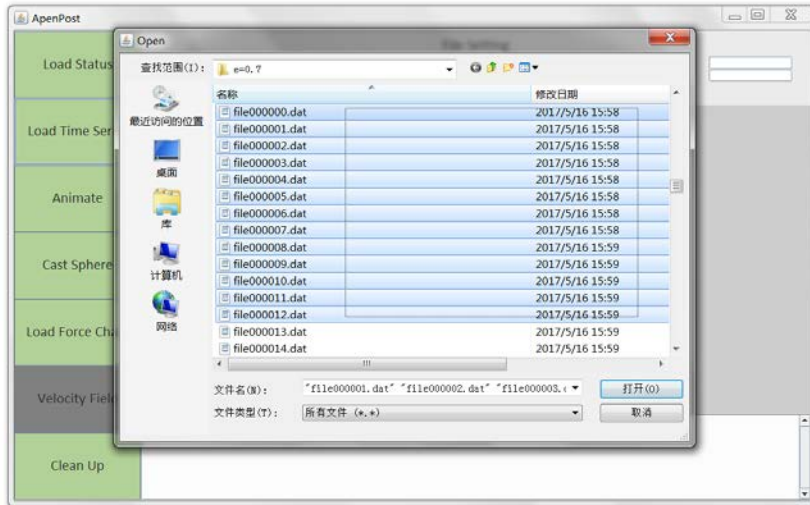 ApenPost
Open
Load Status
查找范围(I):
e=0.7
名称
修改日期
最近访问的位置
桌面
库
计算机
网络
Load Time Ser
Animate
Cast Sphere
Load Force Cha
Velocity Field
Clean Up
file000000.dat 2017/5/16 15:58
file000001.dat 2017/5/16 15:58
file000002.dat 2017/5/16 15:58
file000003.dat 2017/5/16 15:58
file000004.dat 2017/5/16 15:58
file000005.dat 2017/5/16 15:58
file000006.dat 2017/5/16 15:58
file000007.dat 2017/5/16 15:58
file000008.dat 2017/5/16 15:59
file000009.dat 2017/5/16 15:59
file000010.dat 2017/5/16 15:59
file000011.dat 2017/5/16 15:59
file000012.dat 2017/5/16 15:59
file000013.dat 2017/5/16 15:59
file000014.dat 2017/5/16 15:59
文件名(N): "file000001.dat" "file000002.dat" "file000003.
打开(O)
文件类型(T): 所有文件 (*.*)
取消